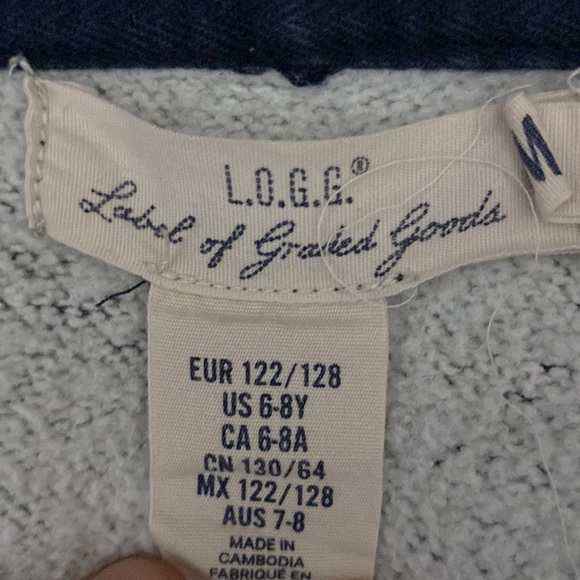 L.O.G.G.®
Label of Graded Goods
M
EUR 122/128
US 6-8Y
CA 6-8A
CN 130/64
MX 122/128
AUS 7-8
MADE IN
CAMBODIA
FABRIQUÉ EN